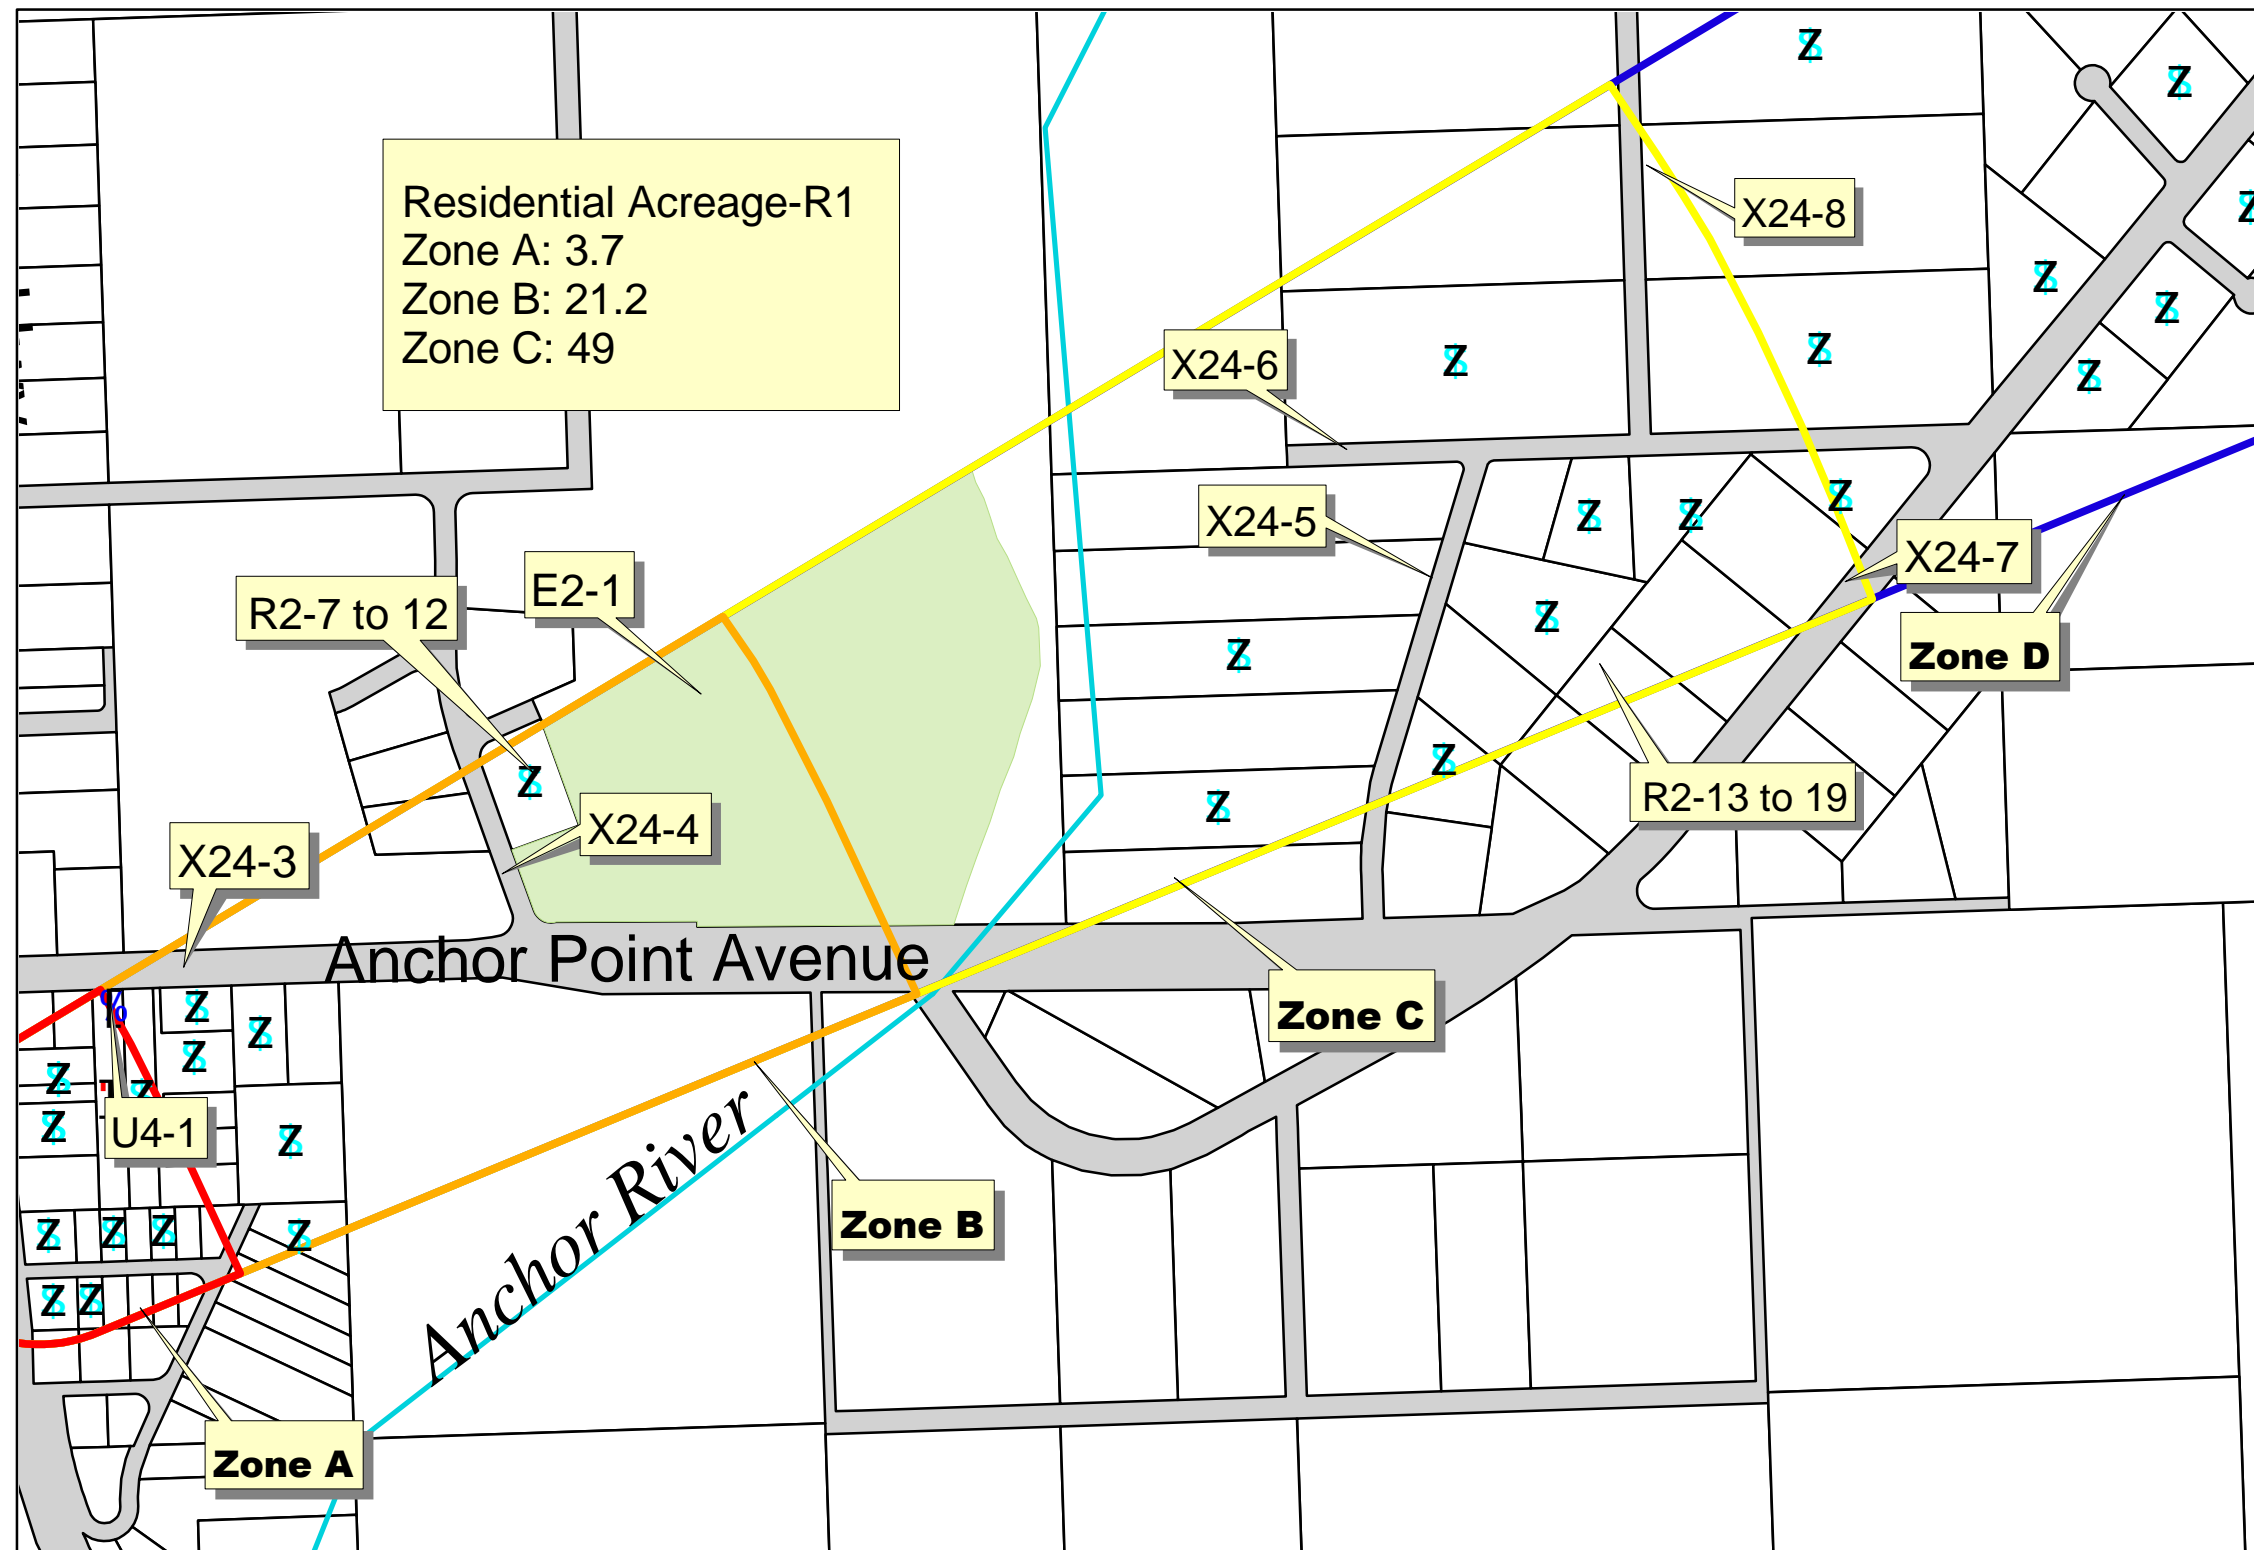 Residential Acreage-R1
Zone A: 3.7
Zone B: 21.2
Zone C: 49
X24-8
X24-6
X24-5
X24-7
E2-1
R2-7 to 12
Zone D
R2-13 to 19
X24-4
X24-3
Anchor Point Avenue
Zone C
U4-1
Anchor River
Zone B
Zone A